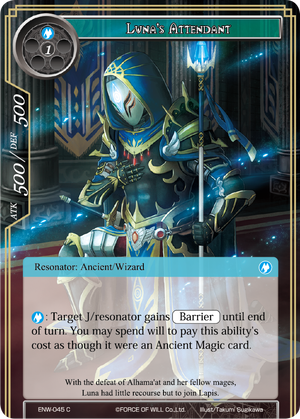 Luna's Attendant
1
ATK 500 / DEF 500
Resonator: Ancient/Wizard
: Target J/resonator gains Barrier until end
of turn. You may spend will to pay this ability's
cost as though it were an Ancient Magic card.
With the defeat of Alhama'at and her fellow mages,
Luna had little recourse but to join Lapis.
ENW-045 C
©FORCE OF WILL Co.,Ltd.
Illust/Takumi Suzikawa